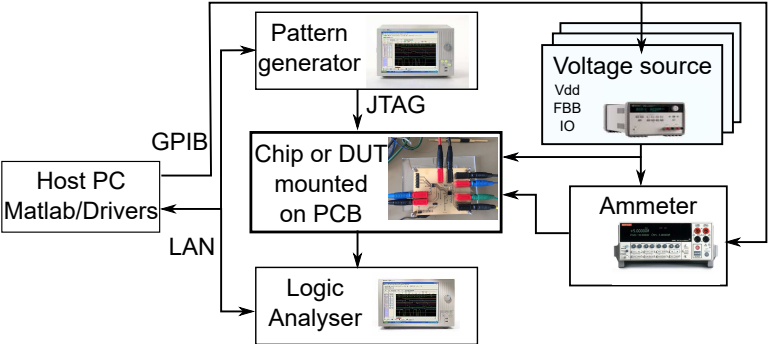 Pattern
generator
Voltage source
Vdd
FBB
IO
JTAG
GPIB
Chip or DUT
mounted
on PCB
Host PC
Matlab/Drivers
Ammeter
LAN
Logic
Analyser